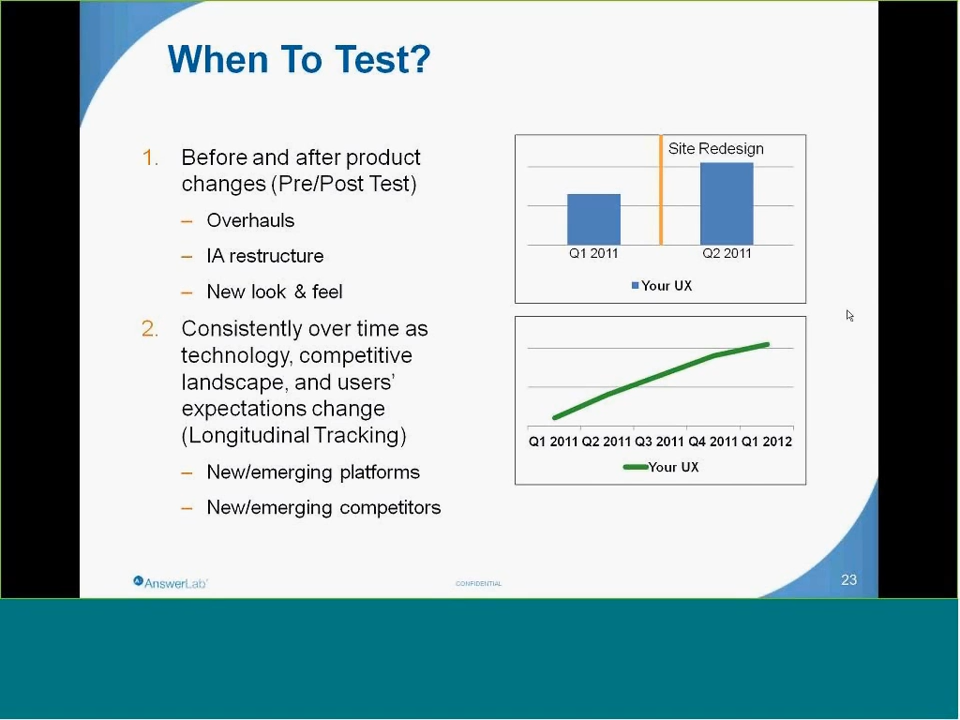 When To Test?
1. Before and after product
changes (Pre/Post Test)
– Overhauls
– IA restructure
– New look & feel
2. Consistently over time as
technology, competitive
landscape, and users’
expectations change
(Longitudinal Tracking)
– New/emerging platforms
– New/emerging competitors
Site Redesign
Q1 2011 Q2 2011
Your UX
Q1 2011 Q2 2011 Q3 2011 Q4 2011 Q1 2012
Your UX
AnswerLab
CONFIDENTIAL
23